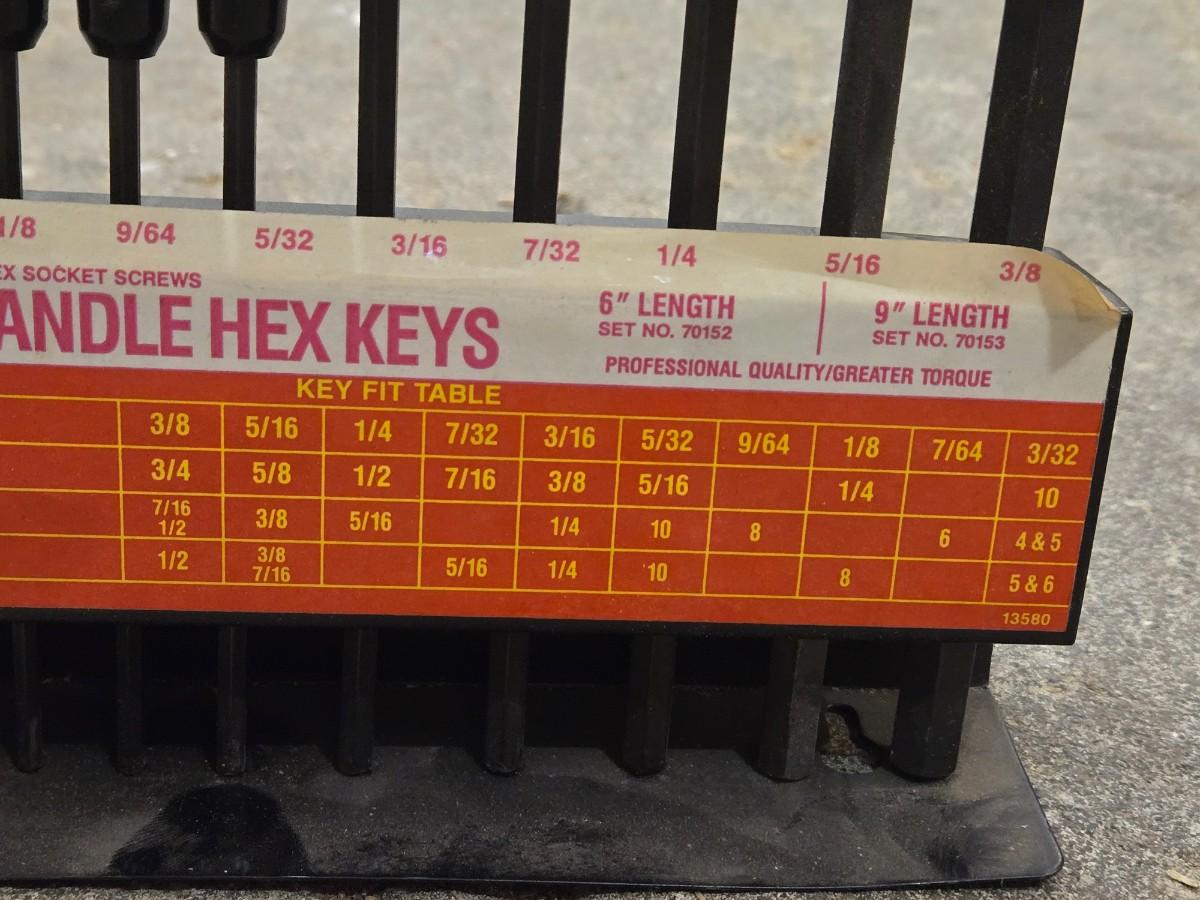 1/8 9/64 5/32 3/16 7/32 1/4 5/16 3/8
EX SOCKET SCREWS
ANDLE HEX KEYS
6" LENGTH
SET NO. 70152
9" LENGTH
SET NO. 70153
PROFESSIONAL QUALITY/GREATER TORQUE
KEY FIT TABLE
3/8 5/16 1/4 7/32 3/16 5/32 9/64 1/8 7/64 3/32
3/4 5/8 1/2 7/16 3/8 5/16 1/4 10
7/16 1/2 3/8 5/16 1/4 10 8 6 4 & 5
1/2 3/8 7/16 5/16 1/4 10 8 5 & 6
13580